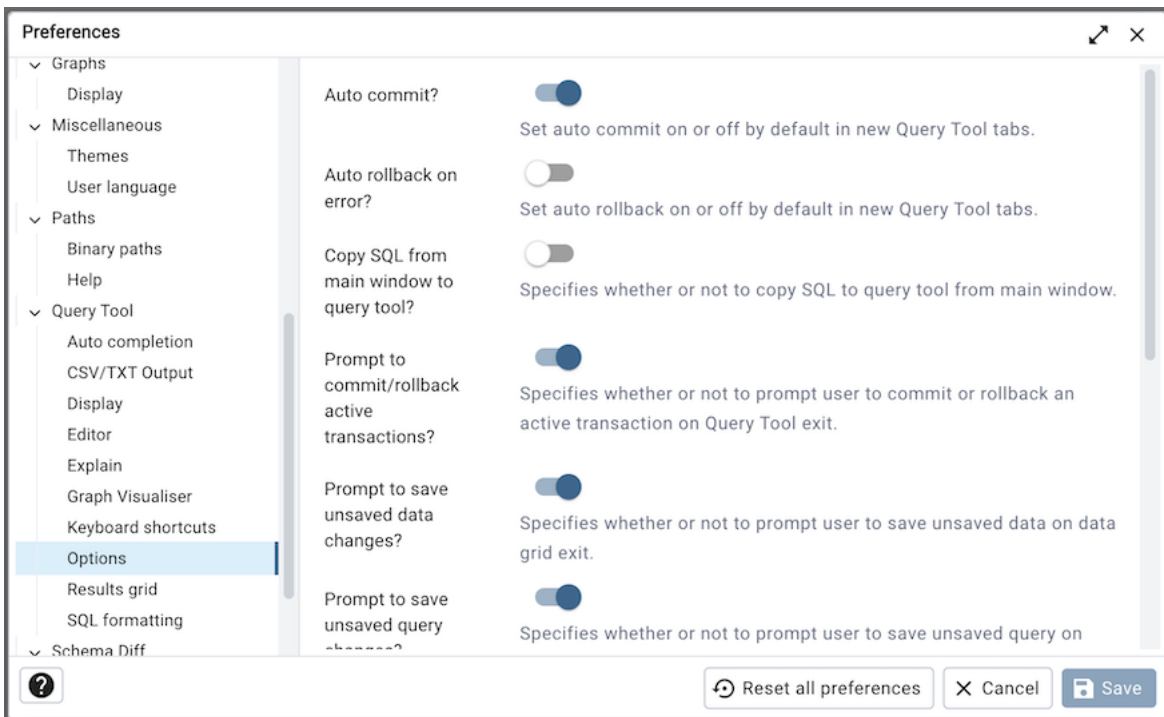 Preferences
Graphs
Display
Miscellaneous
Themes
User language
Paths
Binary paths
Help
Query Tool
Auto completion
CSV/TXT Output
Display
Editor
Explain
Graph Visualiser
Keyboard shortcuts
Options
Results grid
SQL formatting
Schema Diff
Auto commit?
Set auto commit on or off by default in new Query Tool tabs.
Auto rollback on
error?
Set auto rollback on or off by default in new Query Tool tabs.
Copy SQL from
main window to
query tool?
Specifies whether or not to copy SQL to query tool from main window.
Prompt to
commit/rollback
active
transactions?
Specifies whether or not to prompt user to commit or rollback an
active transaction on Query Tool exit.
Prompt to save
unsaved data
changes?
Specifies whether or not to prompt user to save unsaved data on data
grid exit.
Prompt to save
unsaved query
changes?
Specifies whether or not to prompt user to save unsaved query on
?
Reset all preferences
Cancel
Save